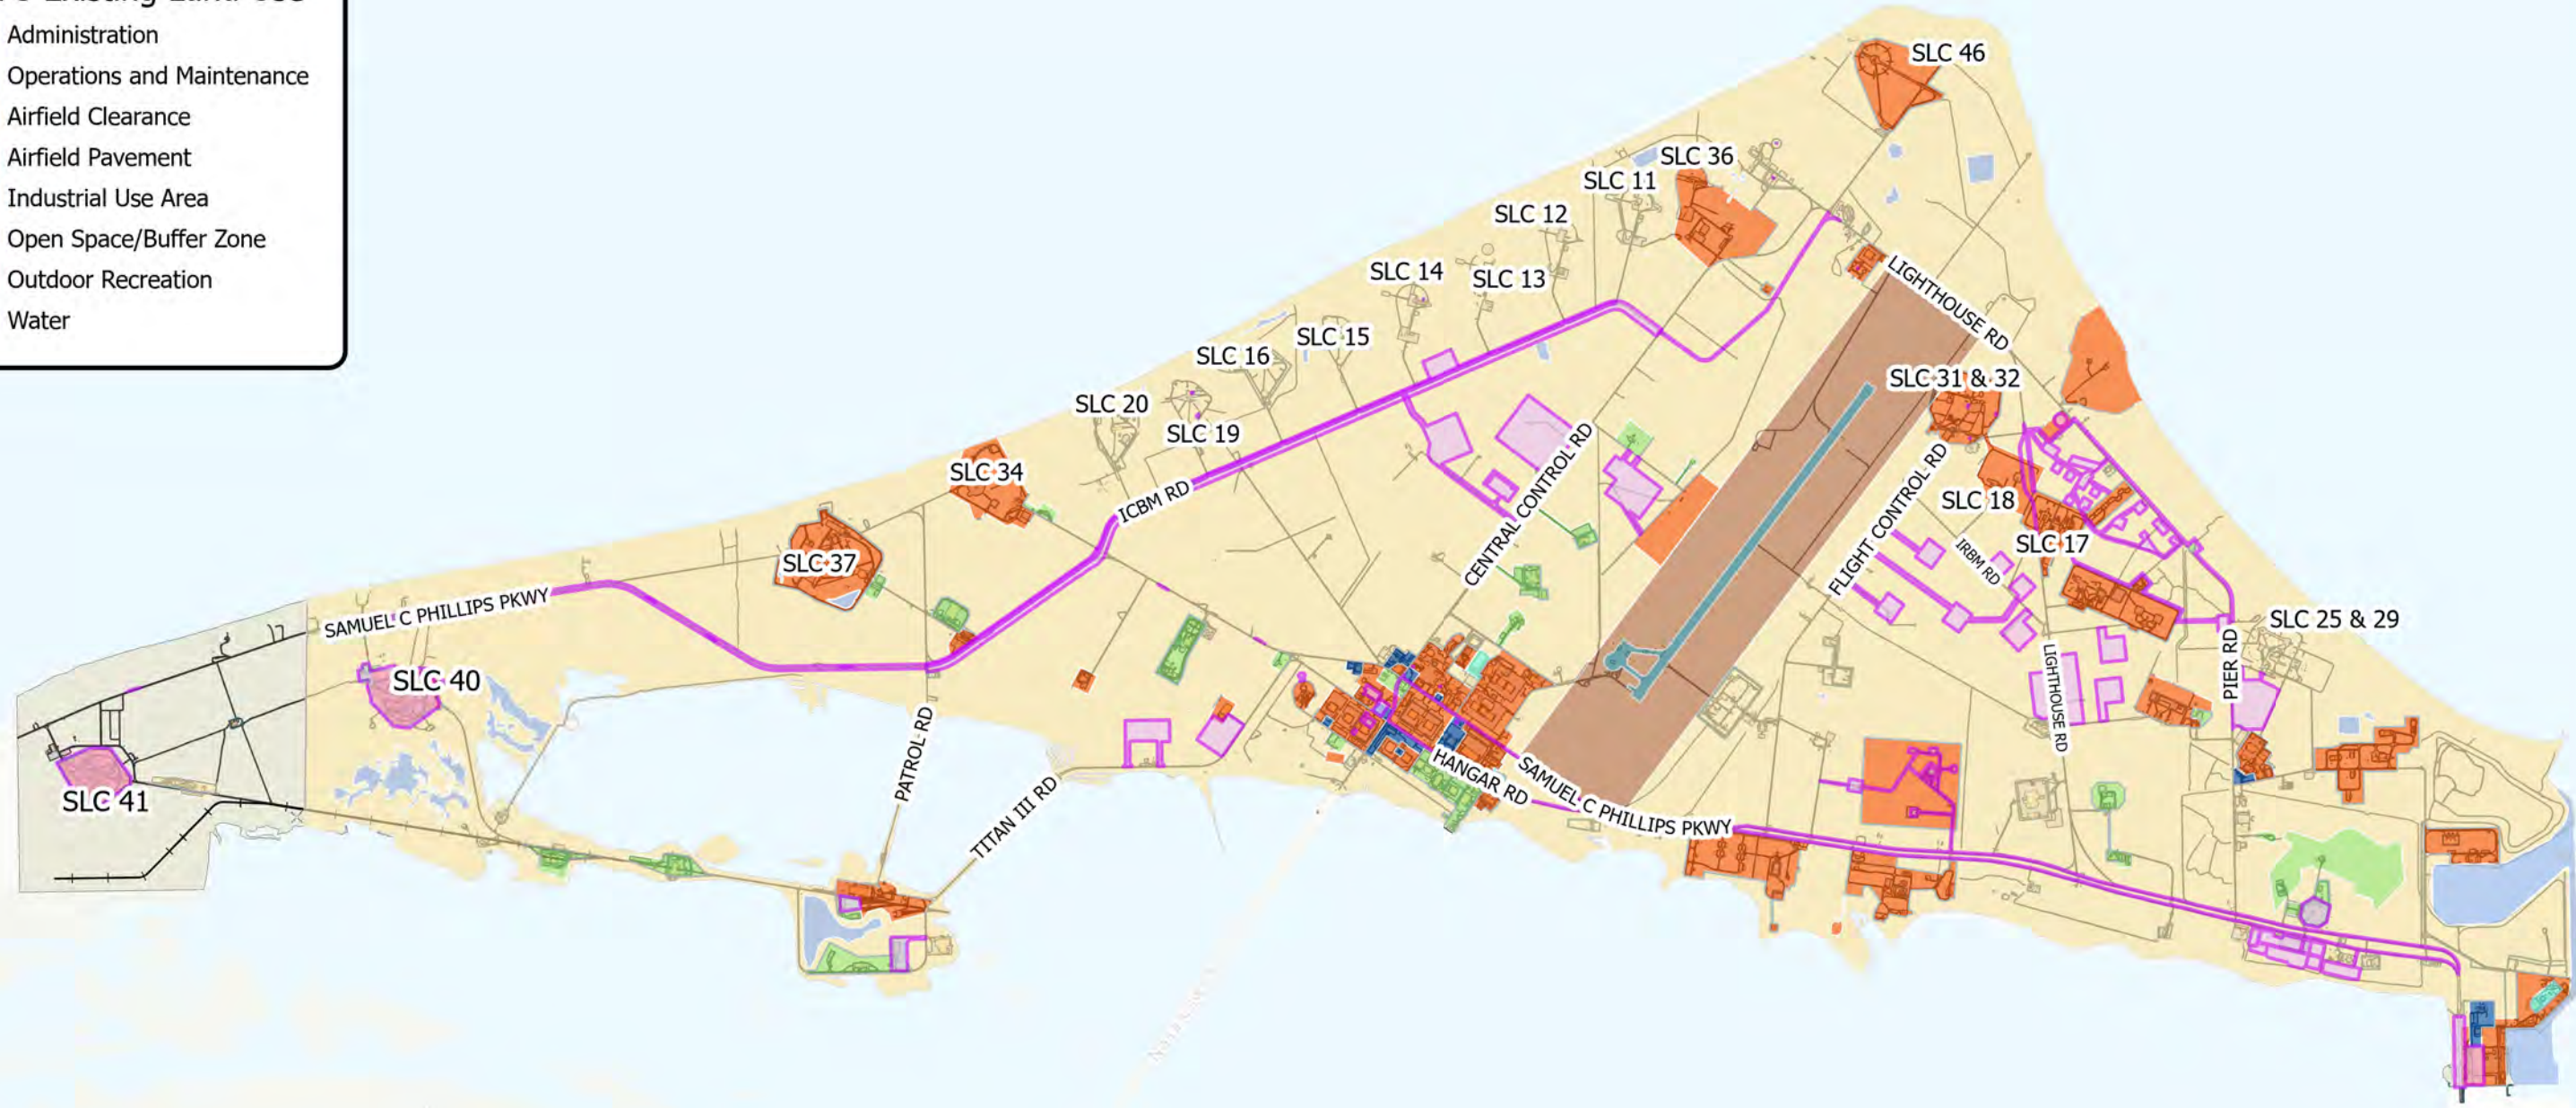 Existing Land Use
Administration
Operations and Maintenance
Airfield Clearance
Airfield Pavement
Industrial Use Area
Open Space/Buffer Zone
Outdoor Recreation
Water
SLC 46
SLC 36
SLC 11
SLC 12
SLC 13
SLC 14
SLC 15
SLC 16
SLC 19
SLC 20
SLC 34
SLC 37
SLC 40
SLC 41
SLC 31 & 32
SLC 18
SLC 17
SLC 25 & 29
LIGHTHOUSE RD
ICBM RD
CENTRAL CONTROL RD
FLIGHT CONTROL RD
IRBM RD
SAMUEL C PHILLIPS PKWY
PATROL RD
TITAN III RD
HANGAR RD
SAMUEL C PHILLIPS PKWY
LIGHTHOUSE RD
PIER RD